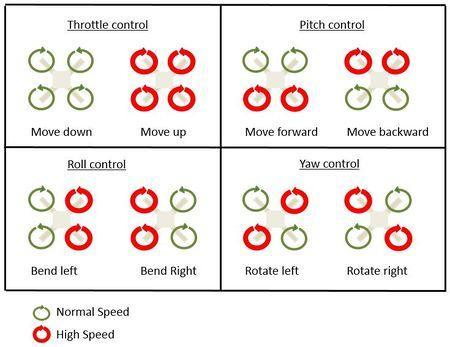 Throttle control
Move down
Move up
Pitch control
Move forward
Move backward
Roll control
Bend left
Bend Right
Yaw control
Rotate left
Rotate right
Normal Speed
High Speed